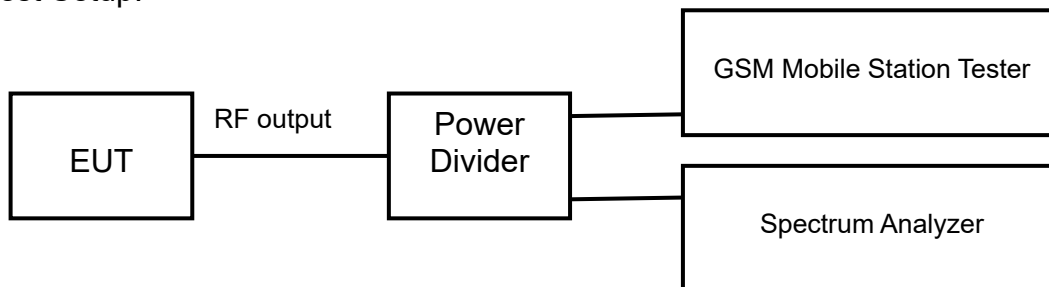 GSM Mobile Station Tester
RF output
EUT
Power
Divider
Spectrum Analyzer